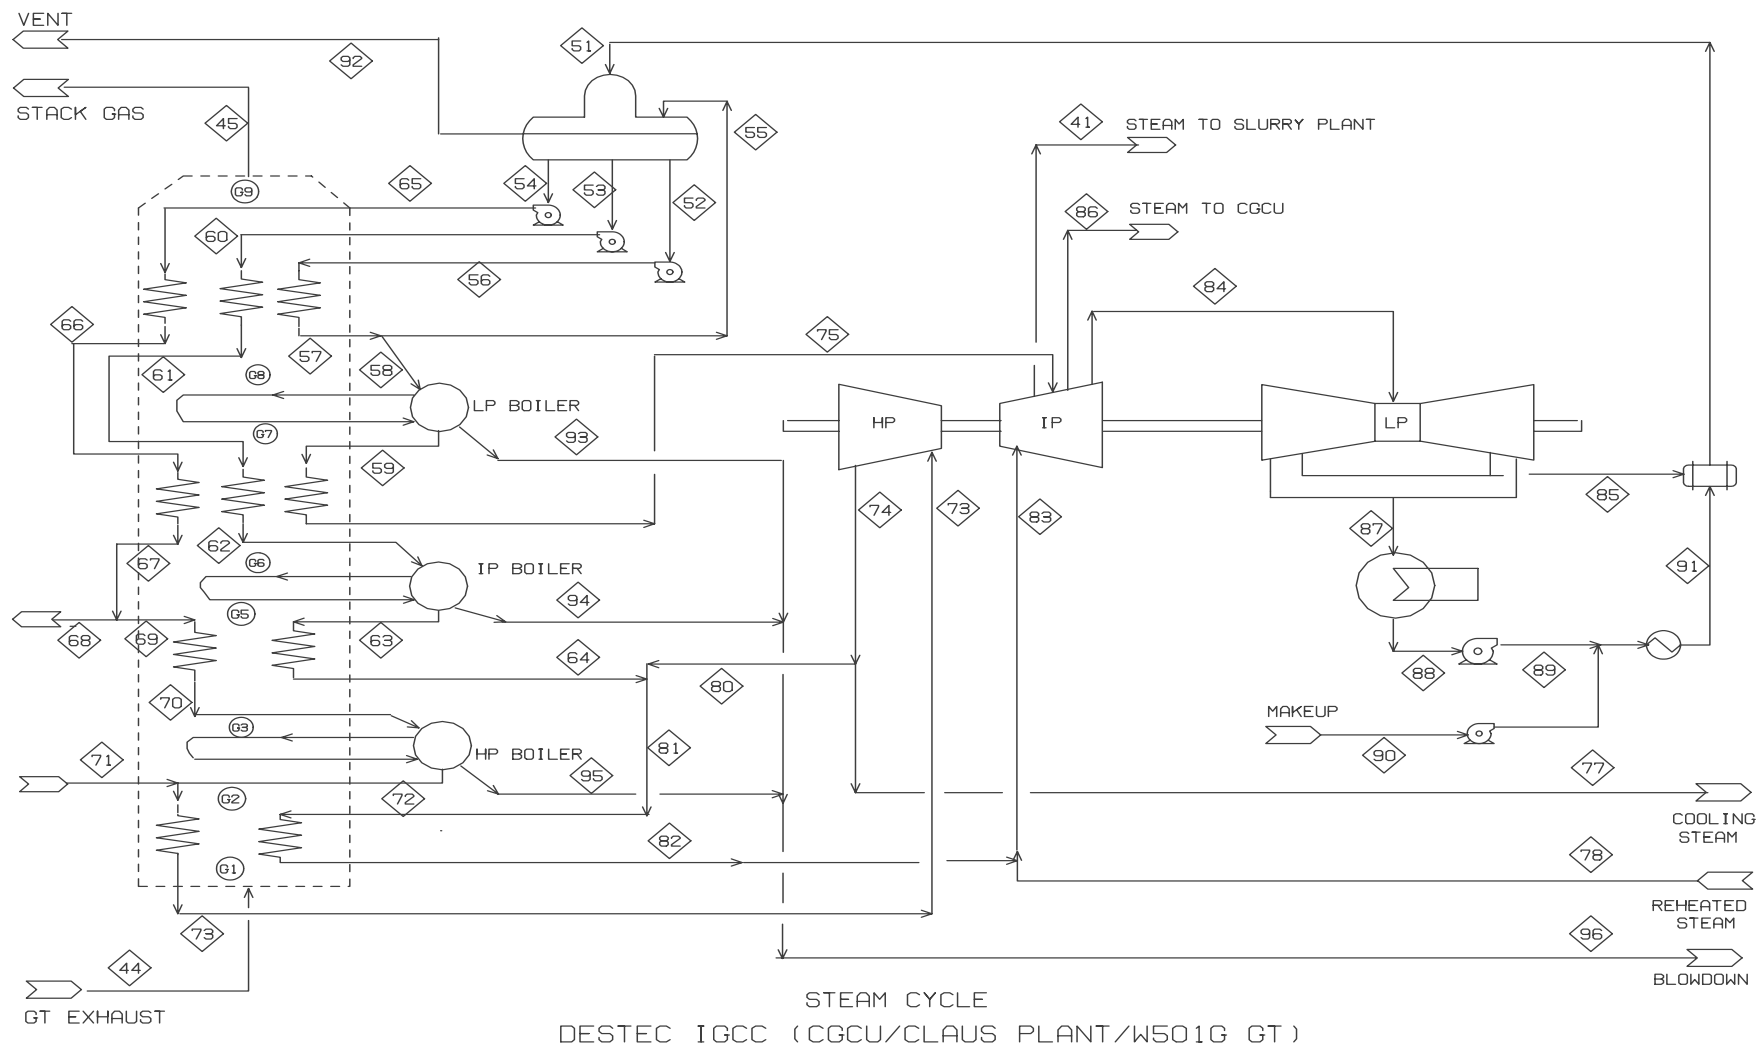 VENT
51
92
STACK GAS
45
55
41
STEAM TO SLURRY PLANT
G9
65
54
53
52
86
STEAM TO CGCU
60
56
84
66
75
61
G8
57
58
LP BOILER
HP
IP
LP
G7
93
59
85
74
73
83
87
67
62
G6
IP BOILER
94
91
68
69
G5
63
64
88
89
80
70
G3
MAKEUP
HP BOILER
71
81
90
77
95
G2
72
COOLING
STEAM
82
78
G1
REHEATED
STEAM
73
96
44
BLOWDOWN
GT EXHAUST
STEAM CYCLE
DESTEC IGCC (CGCU/CLAUS PLANT/W501G GT)